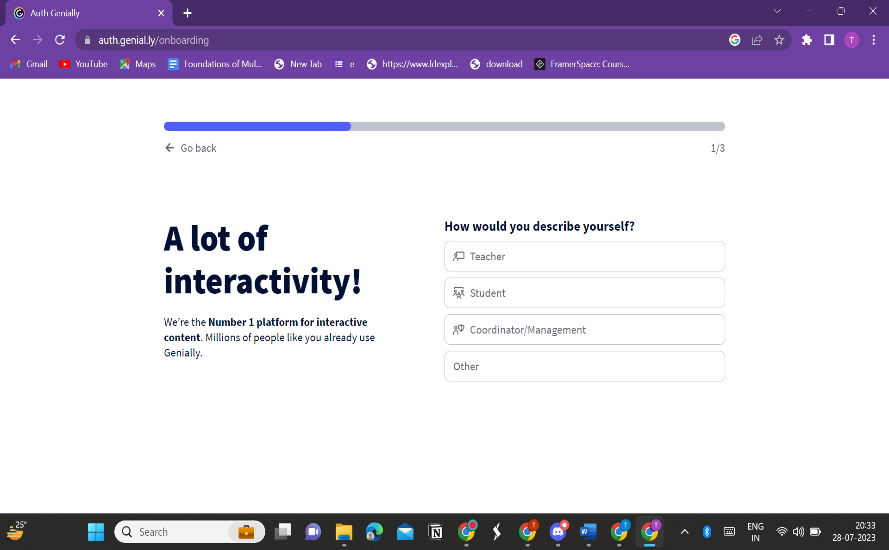 Auth Genially
auth.genial.ly/onboarding
T
Gmail
YouTube
Maps
Foundations of Mul...
New Tab
e
https://www.ldexpl...
download
FramerSpace: Cours...
Go back
1/3
A lot of
interactivity!
We're the Number 1 platform for interactive
content. Millions of people like you already use
Genially.
How would you describe yourself?
Teacher
Student
Coordinator/Management
Other
25°
Search
ENG
IN
20:33
28-07-2023